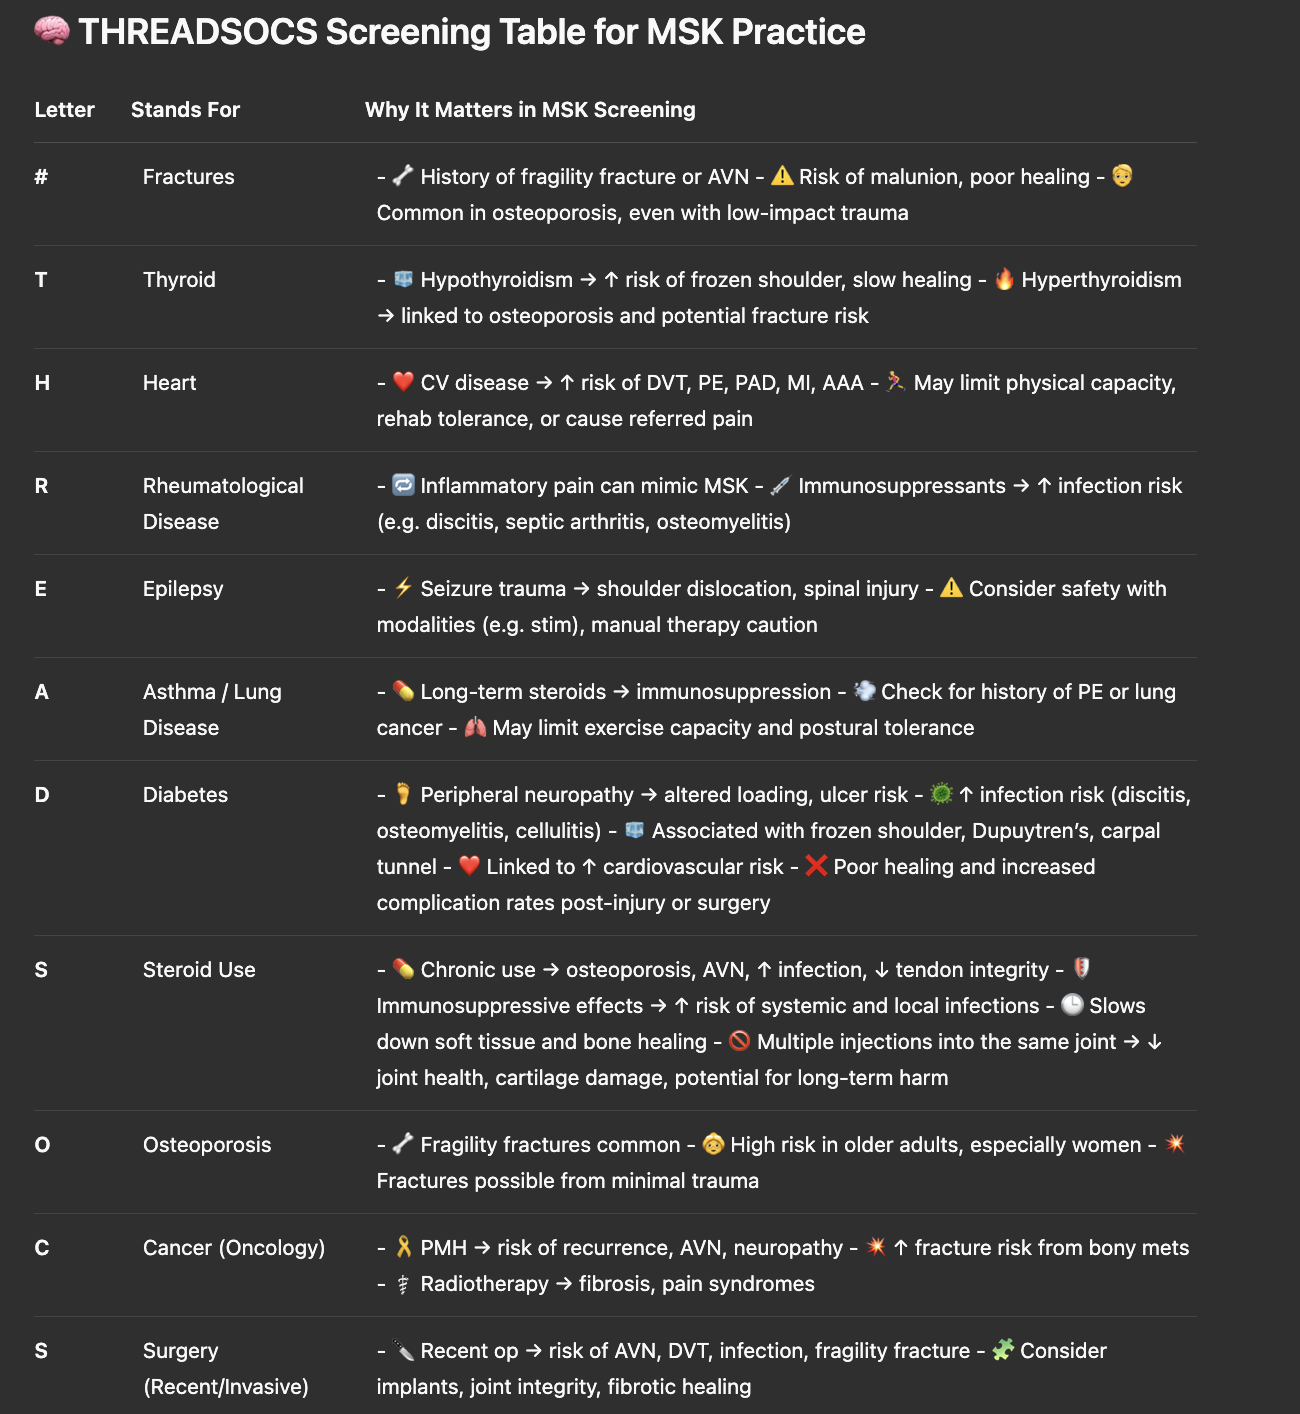 🧠 THREADSOCS Screening Table for MSK Practice
Letter Stands For Why It Matters in MSK Screening
# Fractures - 🦴 History of fragility fracture or AVN - ⚠️ Risk of malunion, poor healing - 🧓
Common in osteoporosis, even with low-impact trauma
T Thyroid - 🧊 Hypothyroidism → ↑ risk of frozen shoulder, slow healing - 🔥 Hyperthyroidism
→ linked to osteoporosis and potential fracture risk
H Heart - ❤️ CV disease → ↑ risk of DVT, PE, PAD, MI, AAA - 🏃 May limit physical capacity,
rehab tolerance, or cause referred pain
R Rheumatological - 🔁 Inflammatory pain can mimic MSK - 💉 Immunosuppressants → ↑ infection risk
Disease (e.g. discitis, septic arthritis, osteomyelitis)
E Epilepsy - ⚡ Seizure trauma → shoulder dislocation, spinal injury - ⚠️ Consider safety with
modalities (e.g. stim), manual therapy caution
A Asthma / Lung - 💊 Long-term steroids → immunosuppression - 💨 Check for history of PE or lung
Disease cancer - 🫁 May limit exercise capacity and postural tolerance
D Diabetes - 🦶 Peripheral neuropathy → altered loading, ulcer risk - 🦠 ↑ infection risk (discitis,
osteomyelitis, cellulitis) - 🧊 Associated with frozen shoulder, Dupuytren’s, carpal
tunnel - ❤️ Linked to ↑ cardiovascular risk - ❌ Poor healing and increased
complication rates post-injury or surgery
S Steroid Use - 💊 Chronic use → osteoporosis, AVN, ↑ infection, ↓ tendon integrity - 🛡️
Immunosuppressive effects → ↑ risk of systemic and local infections - 🕒 Slows
down soft tissue and bone healing - 🚫 Multiple injections into the same joint → ↓
joint health, cartilage damage, potential for long-term harm
O Osteoporosis - 🦴 Fragility fractures common - 👵 High risk in older adults, especially women - 💥
Fractures possible from minimal trauma
C Cancer (Oncology) - 🎗️ PMH → risk of recurrence, AVN, neuropathy - 💥 ↑ fracture risk from bony mets
- ⚕️ Radiotherapy → fibrosis, pain syndromes
S Surgery - 🔪 Recent op → risk of AVN, DVT, infection, fragility fracture - 🧩 Consider
(Recent/Invasive) implants, joint integrity, fibrotic healing